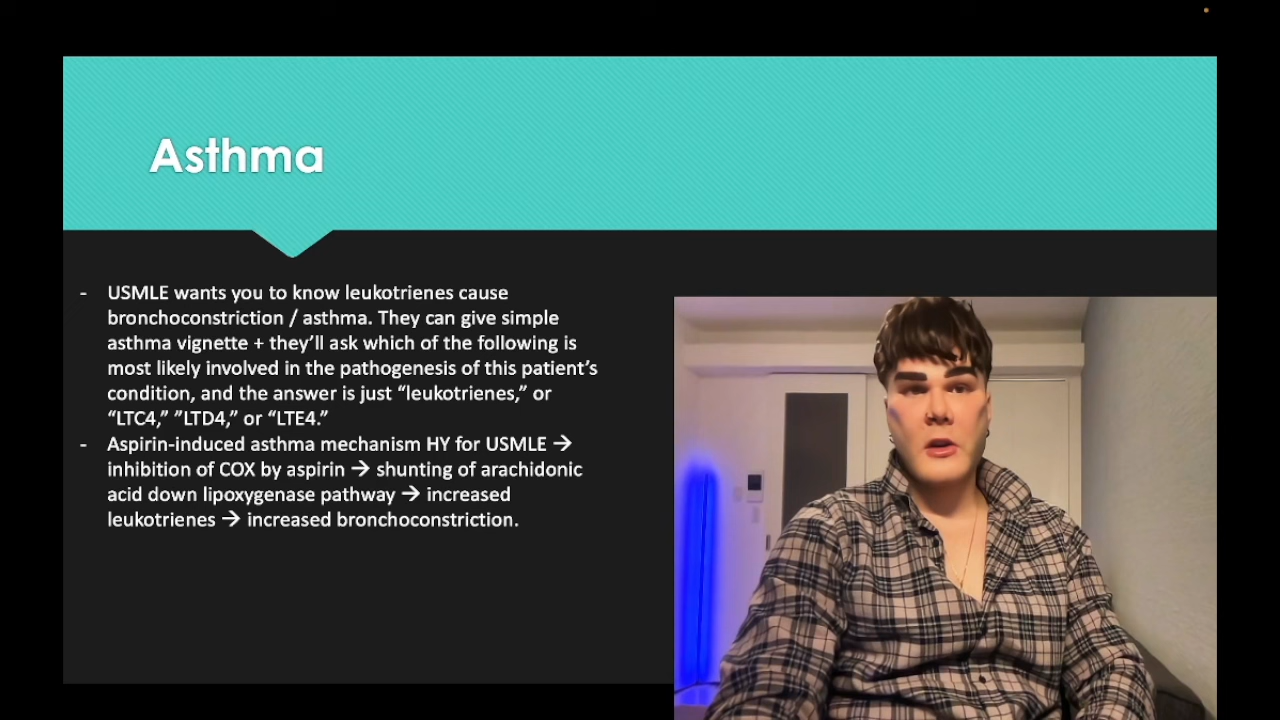 Asthma
- USMLE wants you to know leukotrienes cause
bronchoconstriction / asthma. They can give simple
asthma vignette + they’ll ask which of the following is
most likely involved in the pathogenesis of this patient’s
condition, and the answer is just “leukotrienes,” or
“LTC4,” ”LTD4,” or “LTE4.”
- Aspirin-induced asthma mechanism HY for USMLE →
inhibition of COX by aspirin → shunting of arachidonic
acid down lipoxygenase pathway → increased
leukotrienes → increased bronchoconstriction.